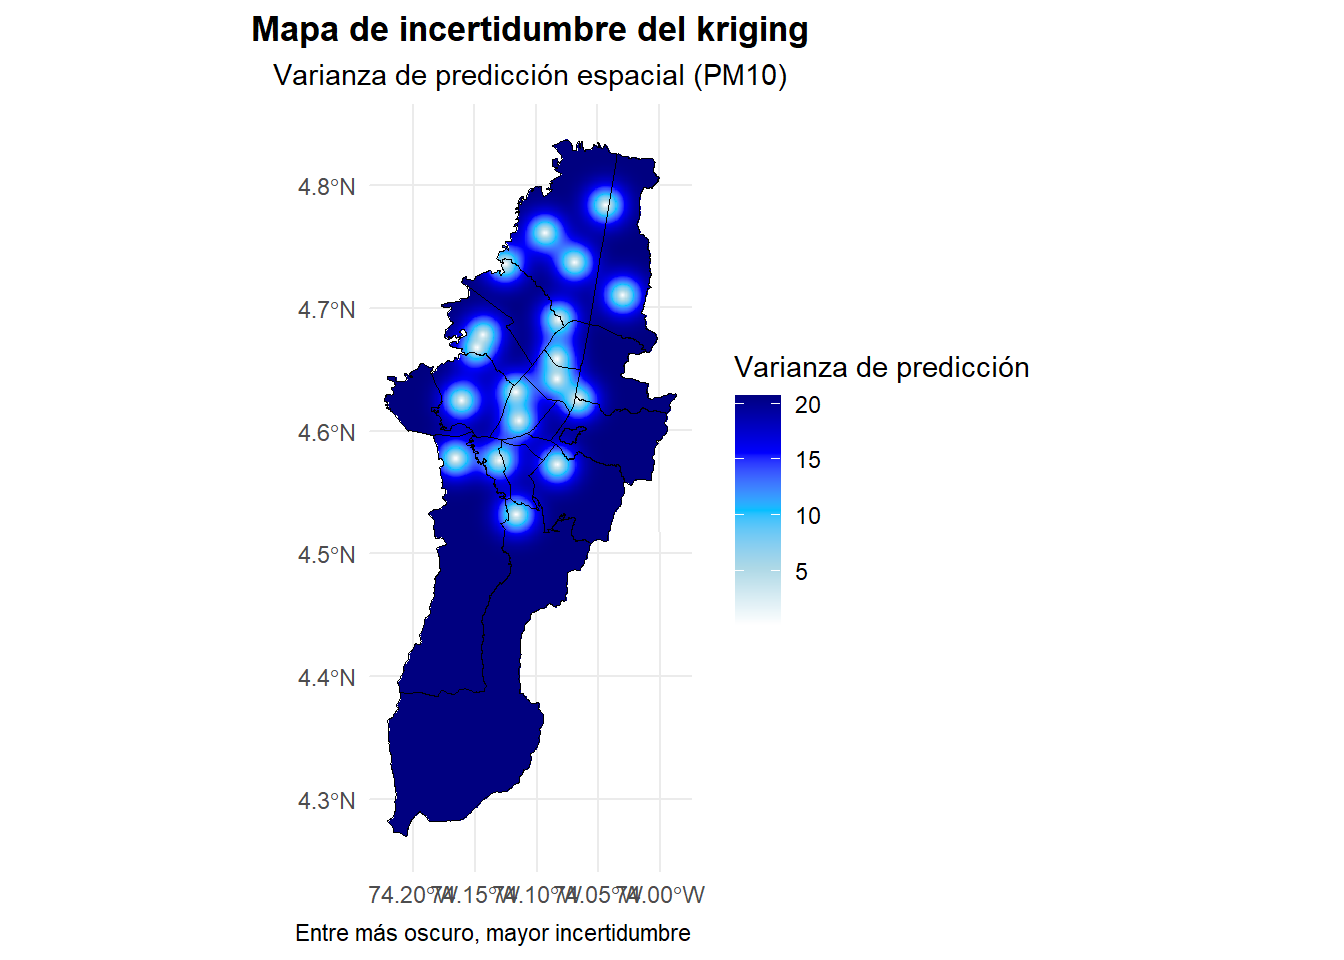 Mapa de incertidumbre del kriging
Varianza de predicción espacial (PM10)
4.8°N
4.7°N
4.6°N
4.5°N
4.4°N
4.3°N
74.20°W 74.15°W 74.10°W 74.05°W 74.00°W
Entre más oscuro, mayor incertidumbre
Varianza de predicción
20
15
10
5